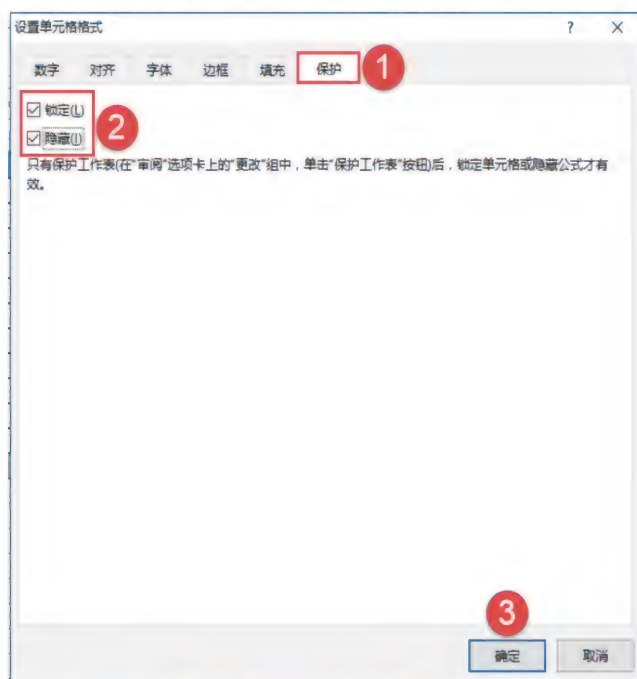 设置单元格格式 ? ×
数字 对齐 字体 边框 填充 保护 1
锁定(L)
隐藏(I)
2
只有保护工作表(在"审阅"选项卡上的"更改"组中，单击"保护工作表"按钮)后，锁定单元格或隐藏公式才有
效。
3
确定 取消